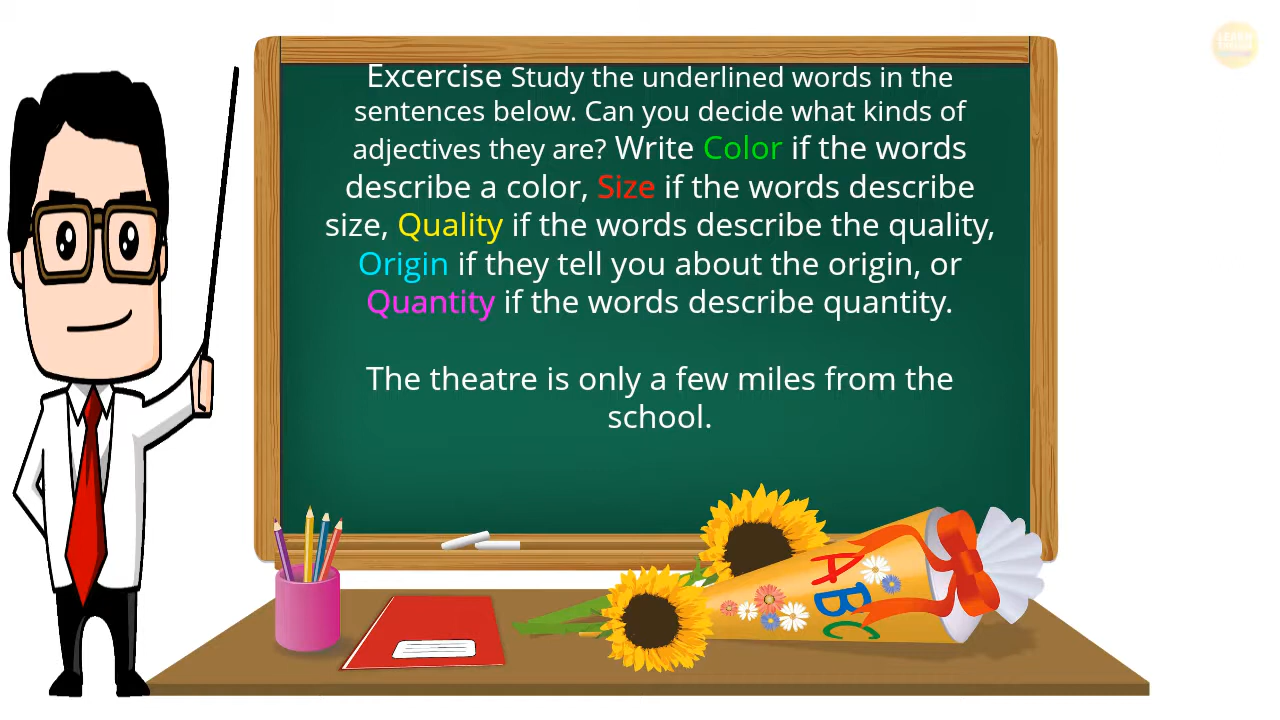 Excercise Study the underlined words in the
sentences below. Can you decide what kinds of
adjectives they are? Write Color if the words
describe a color, Size if the words describe
size, Quality if the words describe the quality,
Origin if they tell you about the origin, or
Quantity if the words describe quantity.
The theatre is only a few miles from the
school.
ABC
LEARN